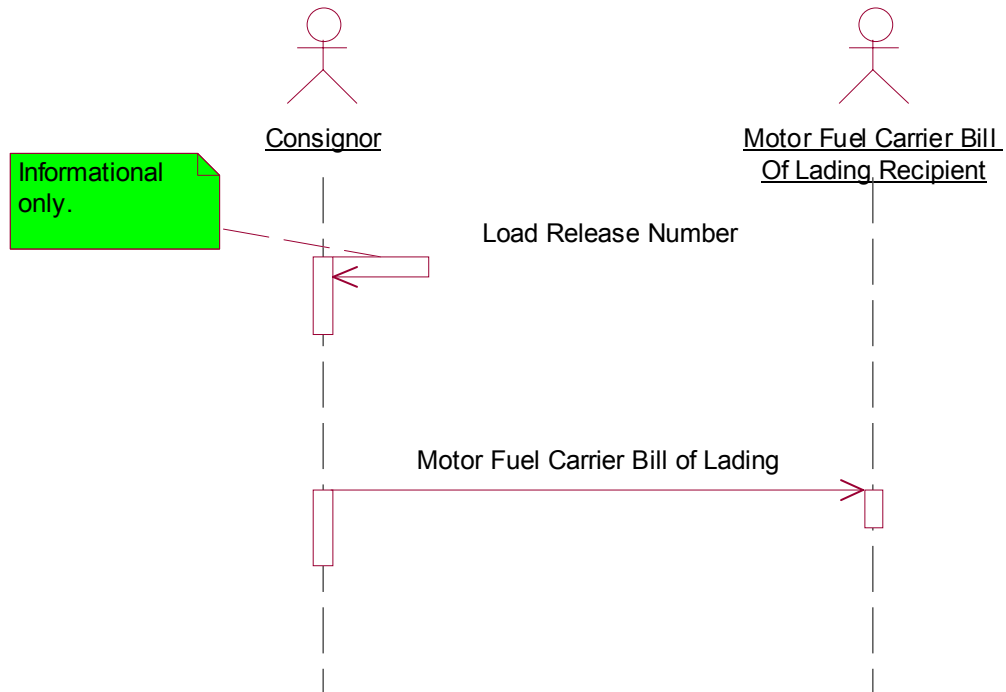 Consignor
Motor Fuel Carrier Bill
Of Lading Recipient
Informational
only.
Load Release Number
Motor Fuel Carrier Bill of Lading